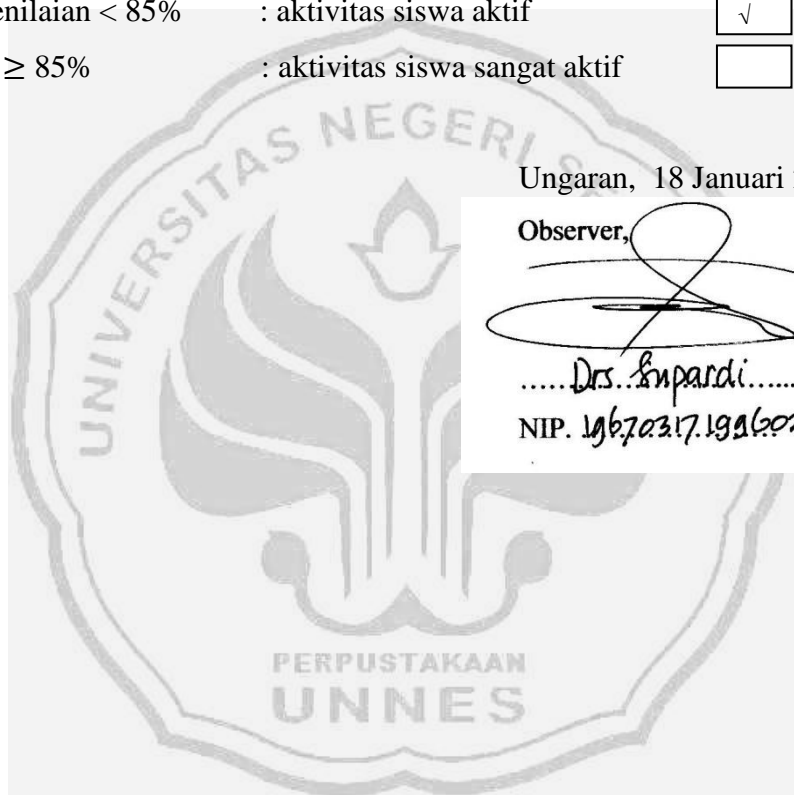 enilaian < 85% : aktivitas siswa aktif √
≥ 85% : aktivitas siswa sangat aktif
Ungaran, 18 Januari
Observer,
.....Drs. Supardi.....
NIP. 19670317.199602
UNIVERSITAS NEGERI S
PERPUSTAKAAN
UNNES